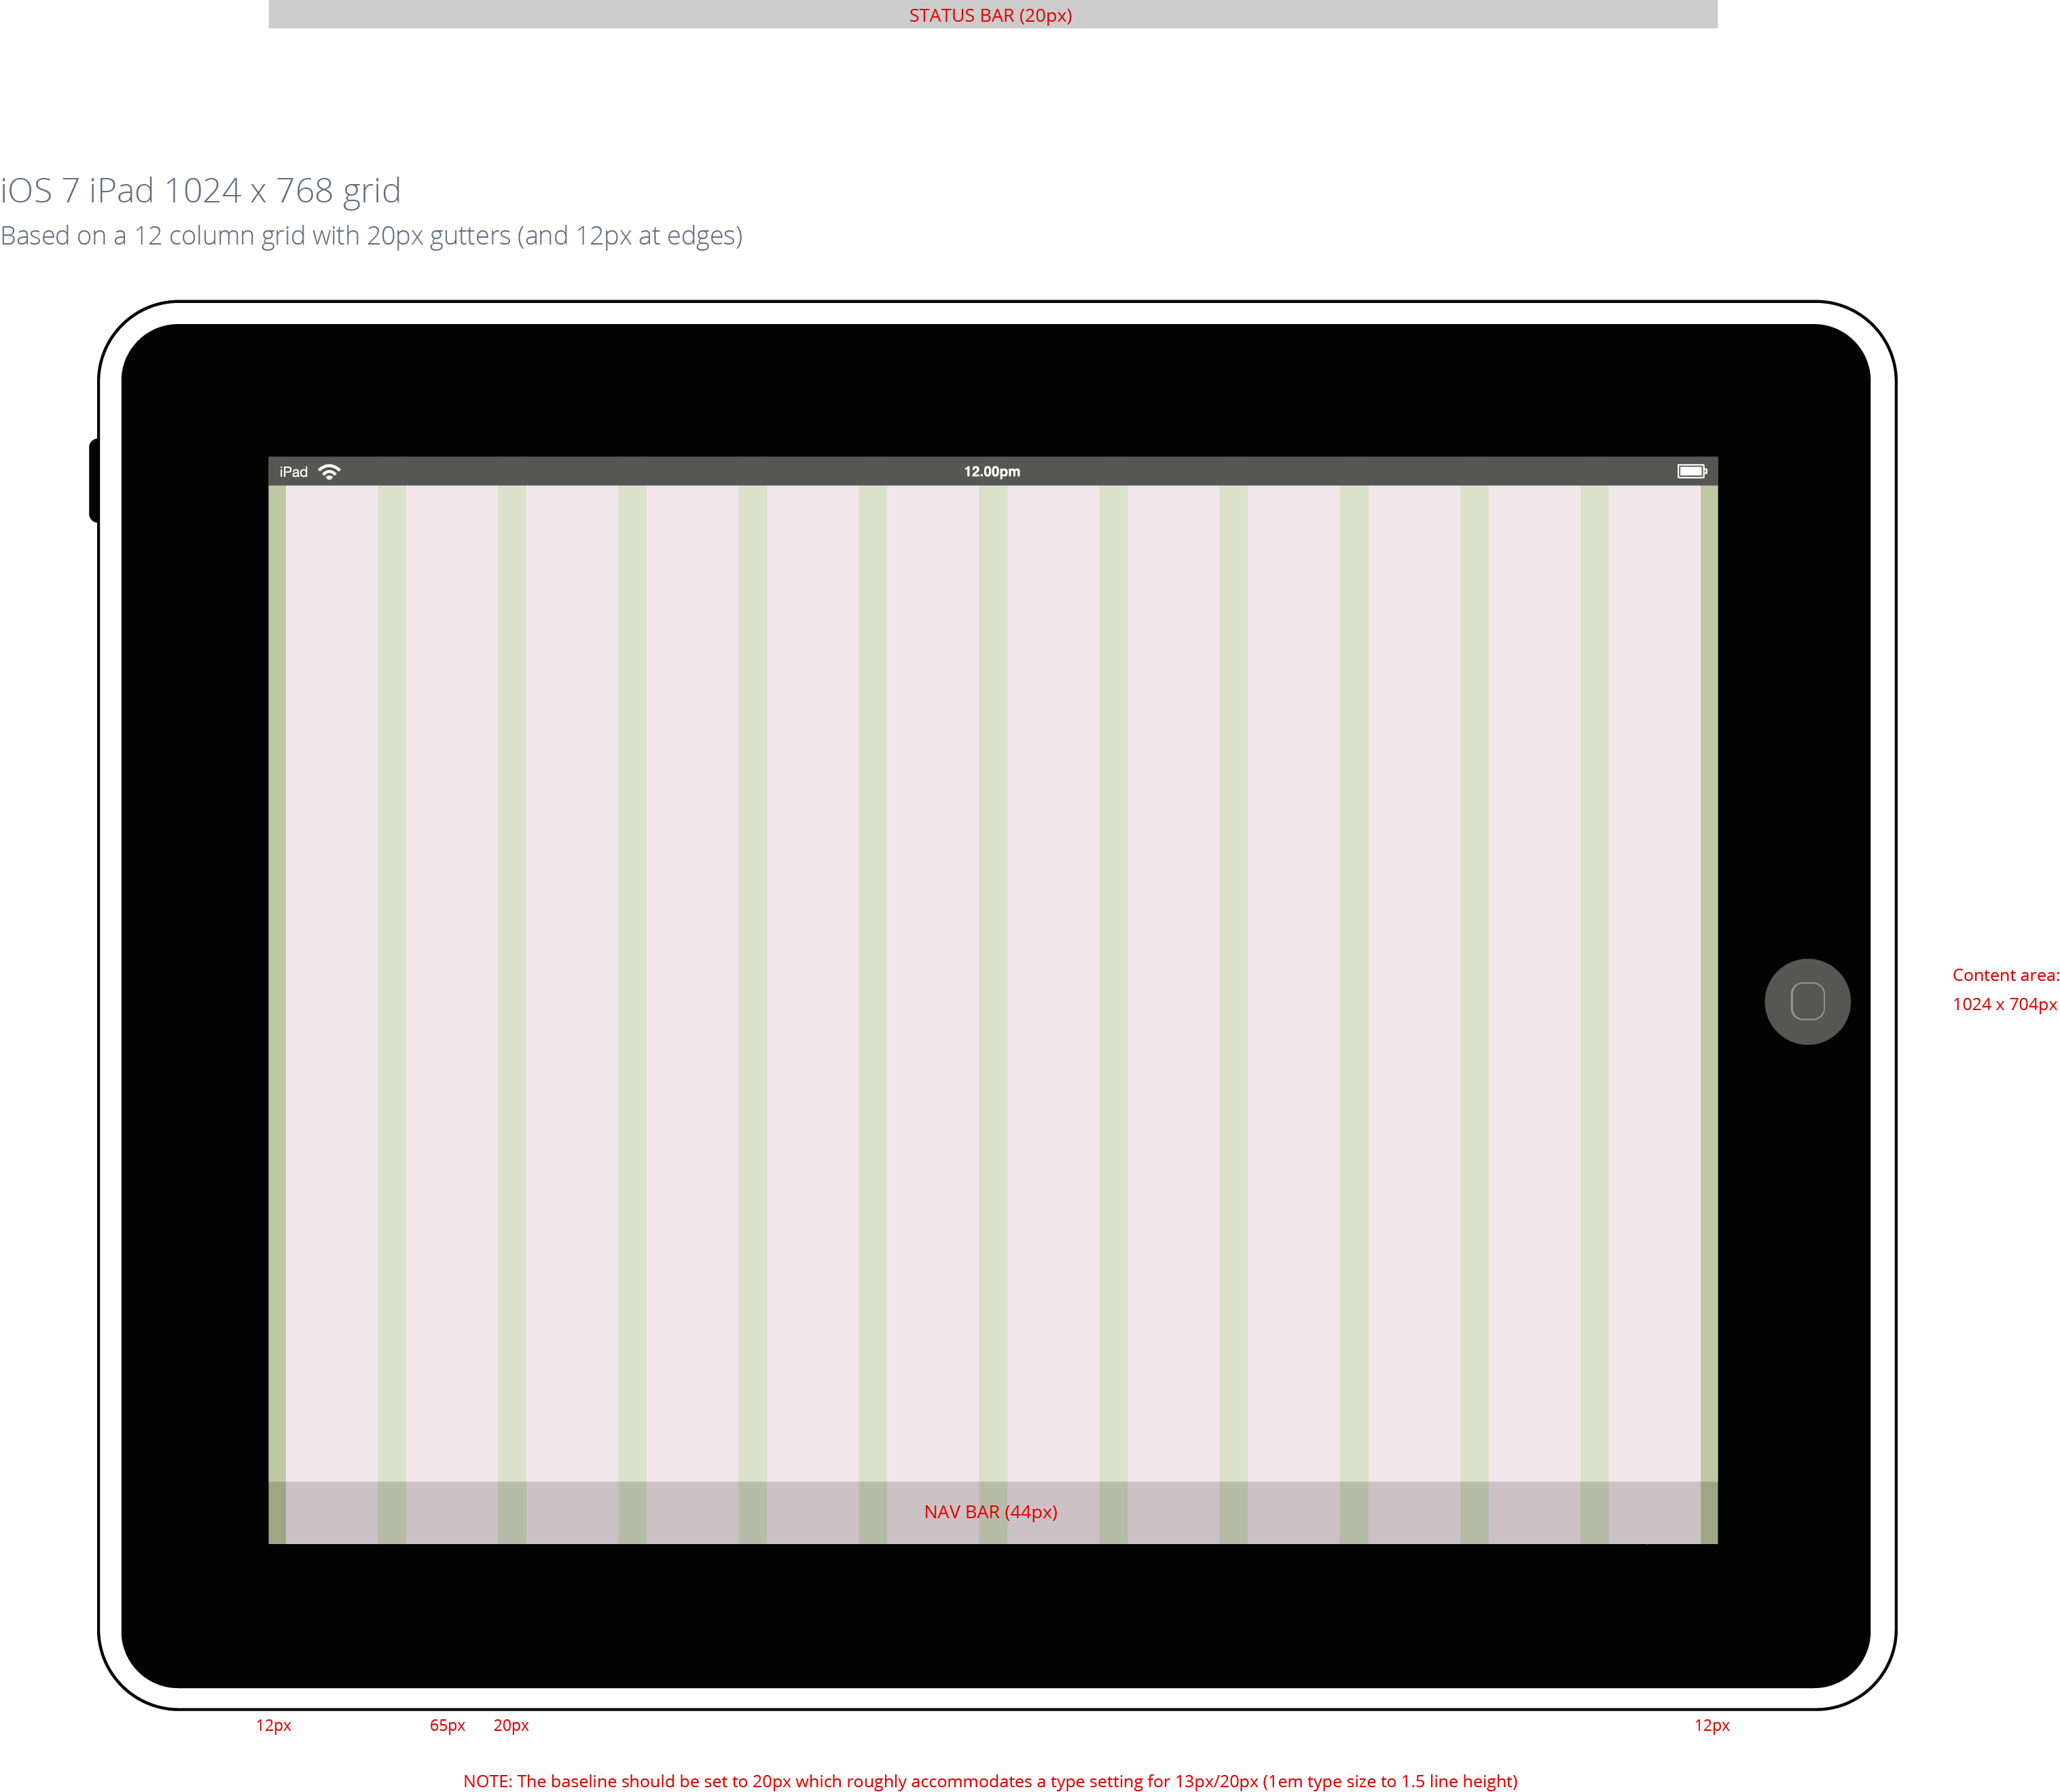 STATUS BAR (20px)
iOS 7 iPad 1024 x 768 grid
Based on a 12 column grid with 20px gutters (and 12px at edges)
iPad 12.00pm
Content area:
1024 x 704px
NAV BAR (44px)
12px 65px 20px 12px
NOTE: The baseline should be set to 20px which roughly accommodates a type setting for 13px/20px (1em type size to 1.5 line height)